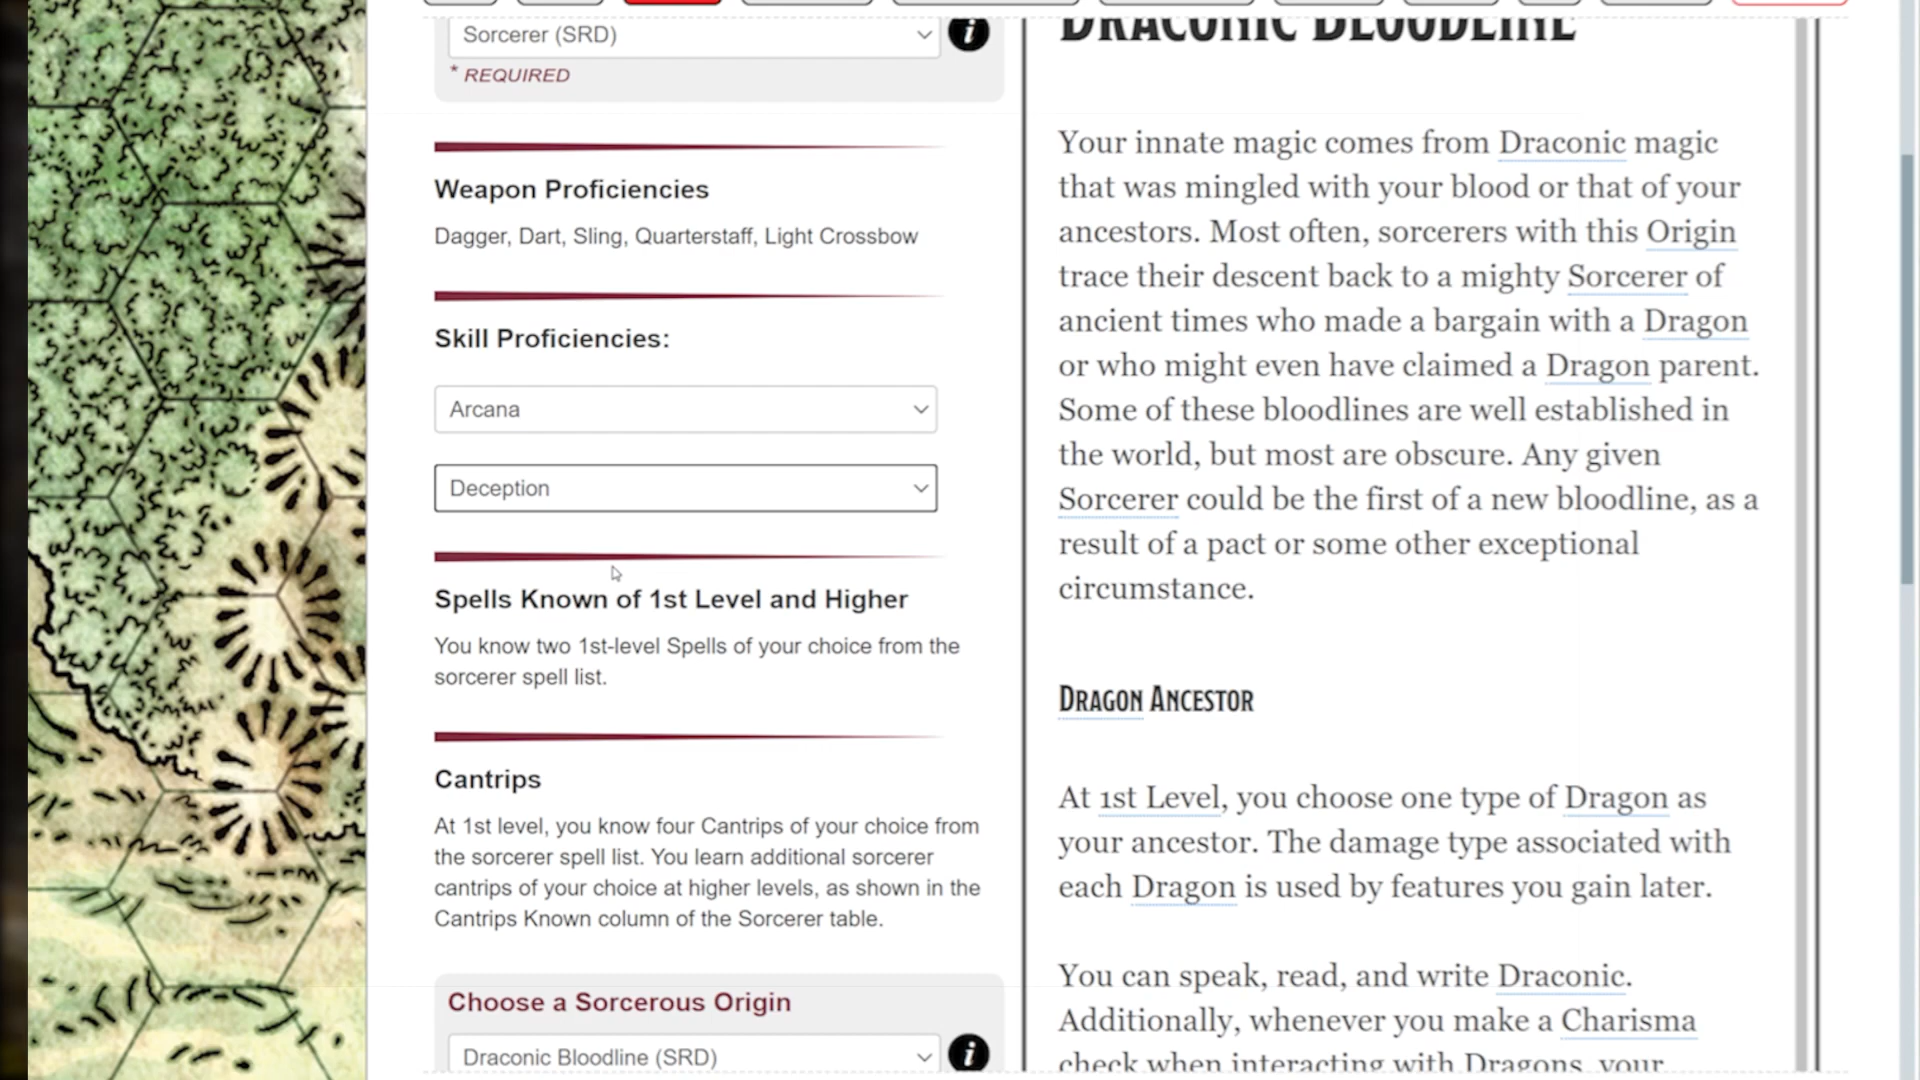 Sorcerer (SRD)
* REQUIRED
Weapon Proficiencies
Dagger, Dart, Sling, Quarterstaff, Light Crossbow
Skill Proficiencies:
Arcana
Deception
Spells Known of 1st Level and Higher
You know two 1st-level Spells of your choice from the
sorcerer spell list.
Cantrips
At 1st level, you know four Cantrips of your choice from
the sorcerer spell list. You learn additional sorcerer
cantrips of your choice at higher levels, as shown in the
Cantrips Known column of the Sorcerer table.
Choose a Sorcerous Origin
Draconic Bloodline (SRD)
DRACONIC BLOODLINE
Your innate magic comes from Draconic magic
that was mingled with your blood or that of your
ancestors. Most often, sorcerers with this Origin
trace their descent back to a mighty Sorcerer of
ancient times who made a bargain with a Dragon
or who might even have claimed a Dragon parent.
Some of these bloodlines are well established in
the world, but most are obscure. Any given
Sorcerer could be the first of a new bloodline, as a
result of a pact or some other exceptional
circumstance.
DRAGON ANCESTOR
At 1st Level, you choose one type of Dragon as
your ancestor. The damage type associated with
each Dragon is used by features you gain later.
You can speak, read, and write Draconic.
Additionally, whenever you make a Charisma
check when interacting with Dragons, your